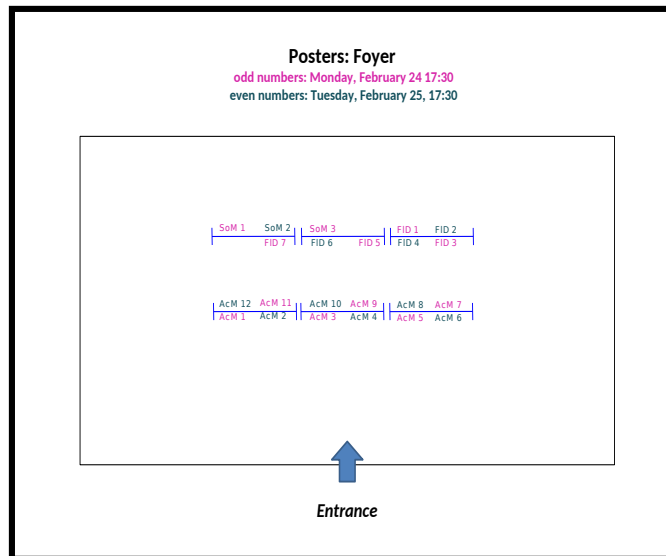 Posters: Foyer
odd numbers: Monday, February 24 17:30
even numbers: Tuesday, February 25, 17:30
SoM 1 SoM 2 SoM 3 FID 1 FID 2
FID 7 FID 6 FID 5 FID 4 FID 3
AcM 12 AcM 11 AcM 10 AcM 9 AcM 8 AcM 7
AcM 1 AcM 2 AcM 3 AcM 4 AcM 5 AcM 6
Entrance